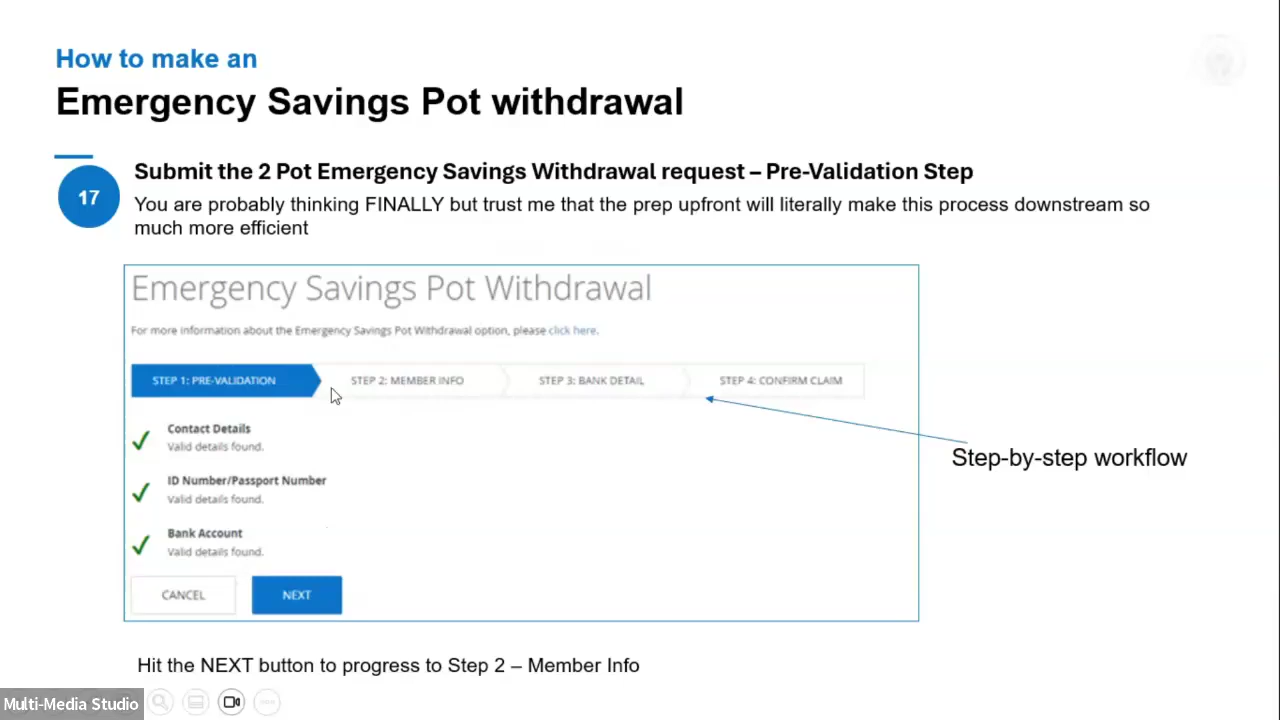 How to make an
Emergency Savings Pot withdrawal
17
Submit the 2 Pot Emergency Savings Withdrawal request – Pre-Validation Step
You are probably thinking FINALLY but trust me that the prep upfront will literally make this process downstream so
much more efficient
Emergency Savings Pot Withdrawal
For more information about the Emergency Savings Pot Withdrawal option, please click here.
STEP 1: PRE-VALIDATION STEP 2: MEMBER INFO STEP 3: BANK DETAIL STEP 4: CONFIRM CLAIM
Contact Details
Valid details found.
ID Number/Passport Number
Valid details found.
Bank Account
Valid details found.
CANCEL NEXT
Step-by-step workflow
Hit the NEXT button to progress to Step 2 – Member Info
Multi-Media Studio